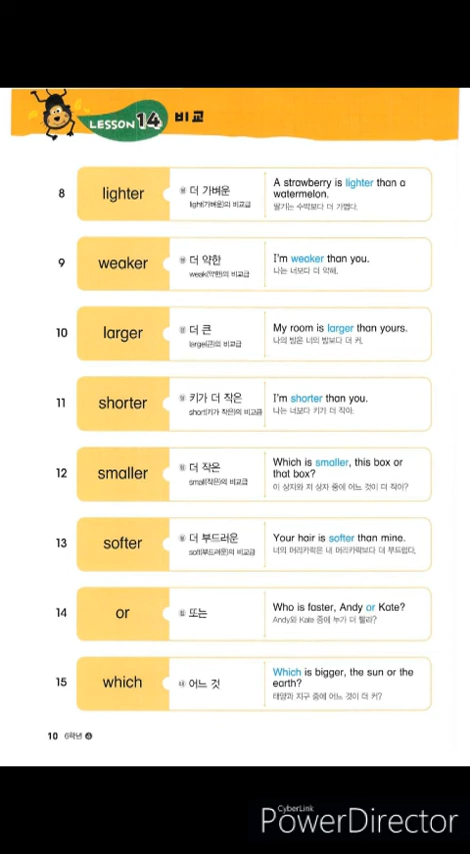 LESSON 14 비교
8 lighter 형 더 가벼운 A strawberry is lighter than a
watermelon.
light(가벼운)의 비교급 딸기는 수박보다 더 가볍다.
9 weaker 형 더 약한 I'm weaker than you.
weak(약한)의 비교급 나는 너보다 더 약해.
10 larger 형 더 큰 My room is larger than yours.
large(큰)의 비교급 나의 방은 너의 방보다 더 커.
11 shorter 형 키가 더 작은 I'm shorter than you.
short(키가 작은)의 비교급 나는 너보다 키가 더 작아.
12 smaller 형 더 작은 Which is smaller, this box or
that box?
small(작은)의 비교급 이 상자와 저 상자 중에 어느 것이 더 작아?
13 softer 형 더 부드러운 Your hair is softer than mine.
soft(부드러운)의 비교급 너의 머리카락은 내 머리카락보다 더 부드럽다.
14 or 또는 Who is faster, Andy or Kate?
Andy와 Kate 중에 누가 더 빨라?
15 which 어느 것 Which is bigger, the sun or the
earth?
태양과 지구 중에 어느 것이 더 커?
10 6학년 ❹
CyberLink
PowerDirector